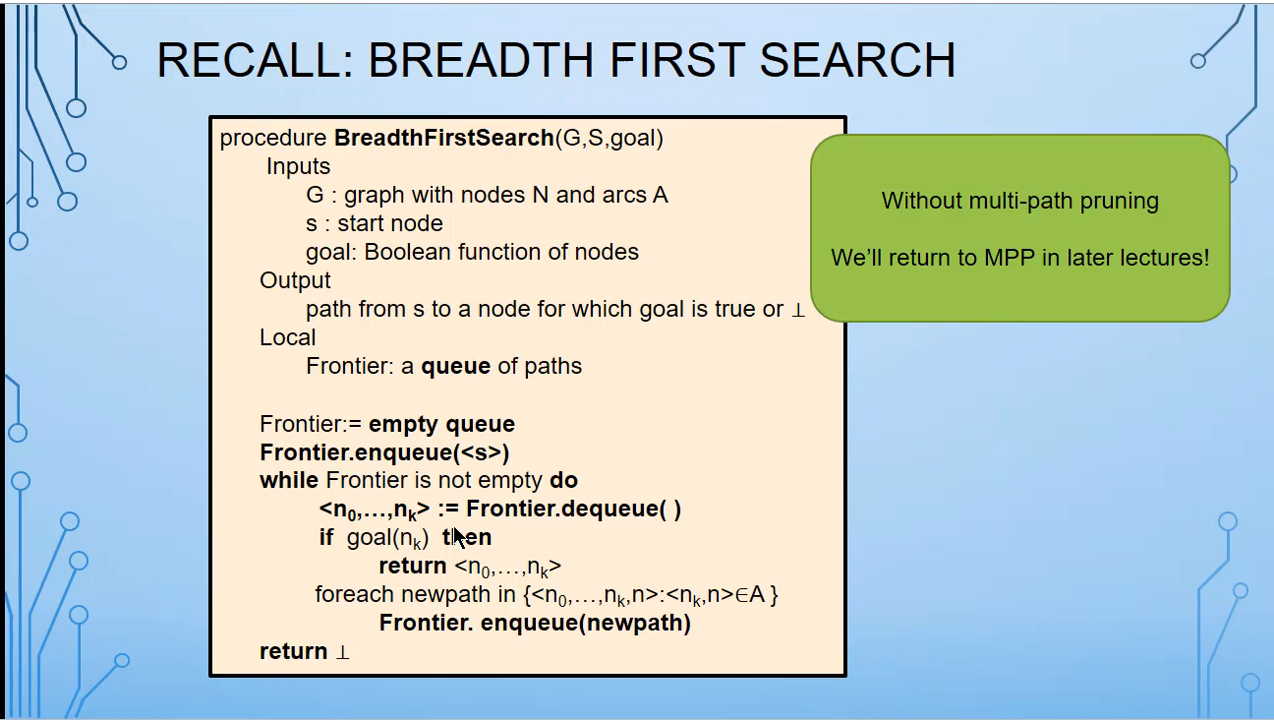 RECALL: BREADTH FIRST SEARCH
procedure BreadthFirstSearch(G,S,goal)
Inputs
G : graph with nodes N and arcs A
s : start node
goal: Boolean function of nodes
Output
path from s to a node for which goal is true or ⊥
Local
Frontier: a queue of paths
Frontier:= empty queue
Frontier.enqueue(<s>)
while Frontier is not empty do
<n₀,…,nₖ> := Frontier.dequeue( )
if goal(nₖ) then
return <n₀,…,nₖ>
foreach newpath in {<n₀,…,nₖ,n>:<nₖ,n>∈A }
Frontier. enqueue(newpath)
return ⊥
Without multi-path pruning
We’ll return to MPP in later lectures!